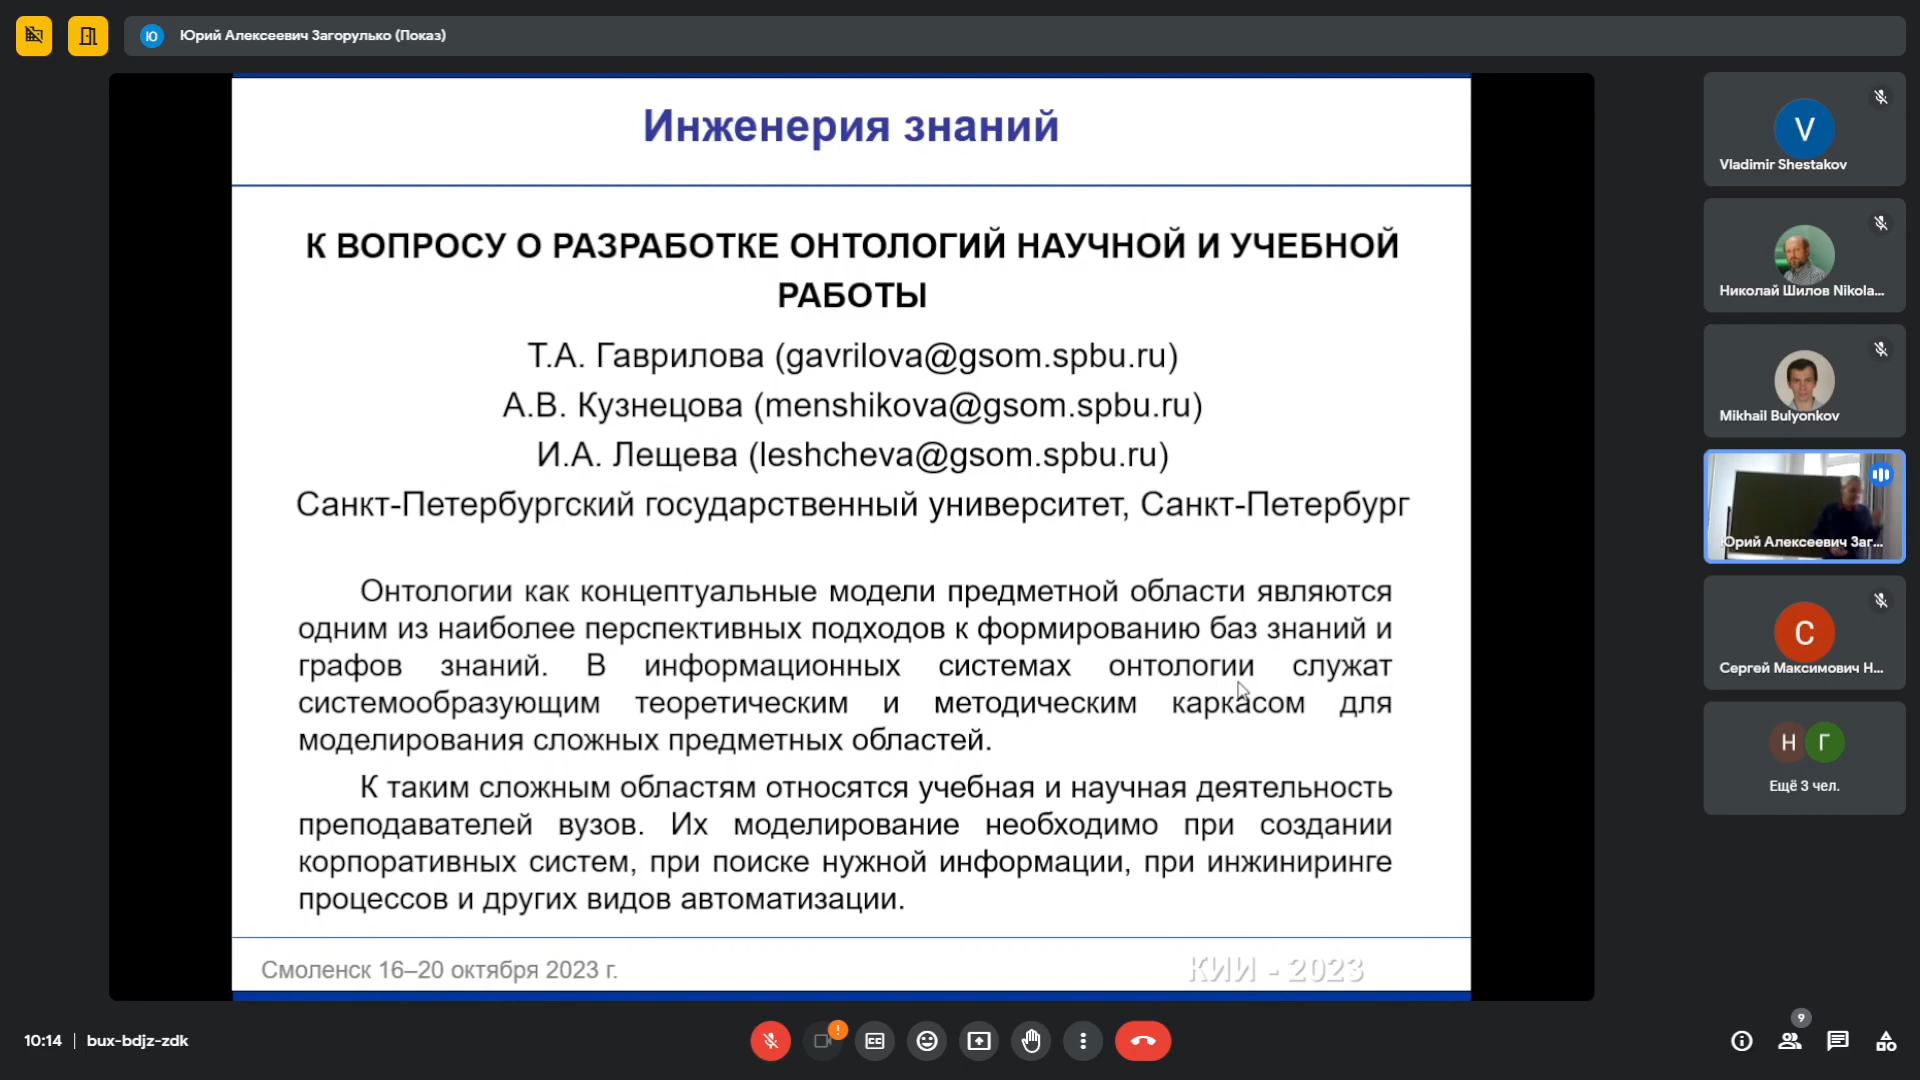 Ю Юрий Алексеевич Загорулько (Показ)
Инженерия знаний
К ВОПРОСУ О РАЗРАБОТКЕ ОНТОЛОГИЙ НАУЧНОЙ И УЧЕБНОЙ
РАБОТЫ
Т.А. Гаврилова (gavrilova@gsom.spbu.ru)
А.В. Кузнецова (menshikova@gsom.spbu.ru)
И.А. Лещева (leshcheva@gsom.spbu.ru)
Санкт-Петербургский государственный университет, Санкт-Петербург
Онтологии как концептуальные модели предметной области являются
одним из наиболее перспективных подходов к формированию баз знаний и
графов знаний. В информационных системах онтологии служат
системообразующим теоретическим и методическим каркасом для
моделирования сложных предметных областей.
К таким сложным областям относятся учебная и научная деятельность
преподавателей вузов. Их моделирование необходимо при создании
корпоративных систем, при поиске нужной информации, при инжиниринге
процессов и других видов автоматизации.
Смоленск 16–20 октября 2023 г.
КИИ - 2023
V
Vladimir Shestakov
Николай Шилов Nikola...
Mikhail Bulyonkov
Юрий Алексеевич Заг...
С
Сергей Максимович Н...
Н Г
Ещё 3 чел.
10:14 | bux-bdjz-zdk
!
CC
9